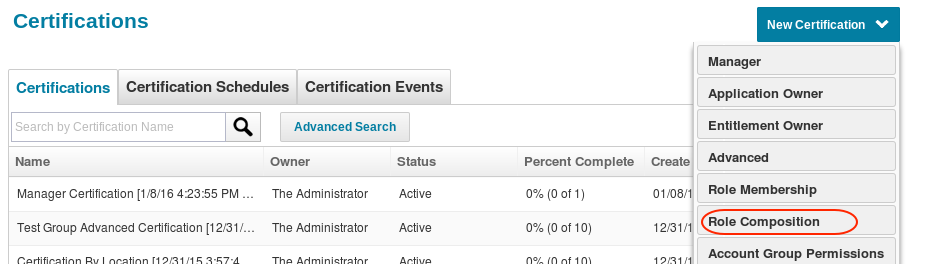 Certifications
New Certification
Manager
Application Owner
Entitlement Owner
Advanced
Role Membership
Role Composition
Account Group Permissions
Certifications Certification Schedules Certification Events
Search by Certification Name Advanced Search
Name Owner Status Percent Complete Create
Manager Certification [1/8/16 4:23:55 PM ... The Administrator Active 0% (0 of 1) 01/08/1
Test Group Advanced Certification [12/31/... The Administrator Active 0% (0 of 10) 12/31/1
Certification By Location [12/31/15 3:57:4... The Administrator Active 0% (0 of 10) 12/31/1